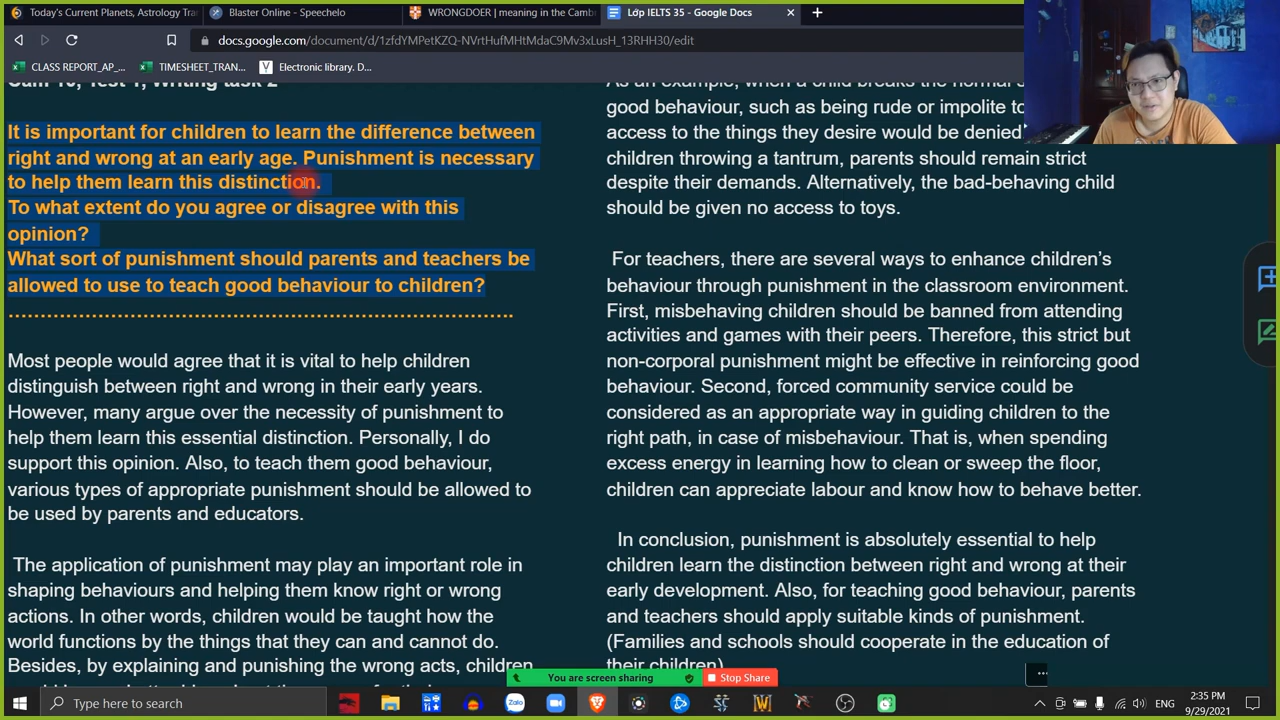 Today's Current Planets, Astrology Tra
Blaster Online - Speechelo
WRONGDOER | meaning in the Camb
Lớp IELTS 35 - Google Docs
docs.google.com/document/d/1zfdYMPetKZQ-NVrtHufMHtMdaC9Mv3xLusH_13RHH30/edit
CLASS REPORT_AP_...
TIMESHEET_TRAN...
Electronic library. D...
Cam 10, Test 1, Writing task 2
It is important for children to learn the difference between
right and wrong at an early age. Punishment is necessary
to help them learn this distinction.
To what extent do you agree or disagree with this
opinion?
What sort of punishment should parents and teachers be
allowed to use to teach good behaviour to children?
Most people would agree that it is vital to help children
distinguish between right and wrong in their early years.
However, many argue over the necessity of punishment to
help them learn this essential distinction. Personally, I do
support this opinion. Also, to teach them good behaviour,
various types of appropriate punishment should be allowed to
be used by parents and educators.
The application of punishment may play an important role in
shaping behaviours and helping them know right or wrong
actions. In other words, children would be taught how the
world functions by the things that they can and cannot do.
Besides, by explaining and punishing the wrong acts, children
As an example, when a child breaks the normal
good behaviour, such as being rude or impolite to
access to the things they desire would be denied
children throwing a tantrum, parents should remain strict
despite their demands. Alternatively, the bad-behaving child
should be given no access to toys.
For teachers, there are several ways to enhance children's
behaviour through punishment in the classroom environment.
First, misbehaving children should be banned from attending
activities and games with their peers. Therefore, this strict but
non-corporal punishment might be effective in reinforcing good
behaviour. Second, forced community service could be
considered as an appropriate way in guiding children to the
right path, in case of misbehaviour. That is, when spending
excess energy in learning how to clean or sweep the floor,
children can appreciate labour and know how to behave better.
In conclusion, punishment is absolutely essential to help
children learn the distinction between right and wrong at their
early development. Also, for teaching good behaviour, parents
and teachers should apply suitable kinds of punishment.
(Families and schools should cooperate in the education of
their children)
You are screen sharing
Stop Share
Type here to search
ENG
2:35 PM
9/29/2021